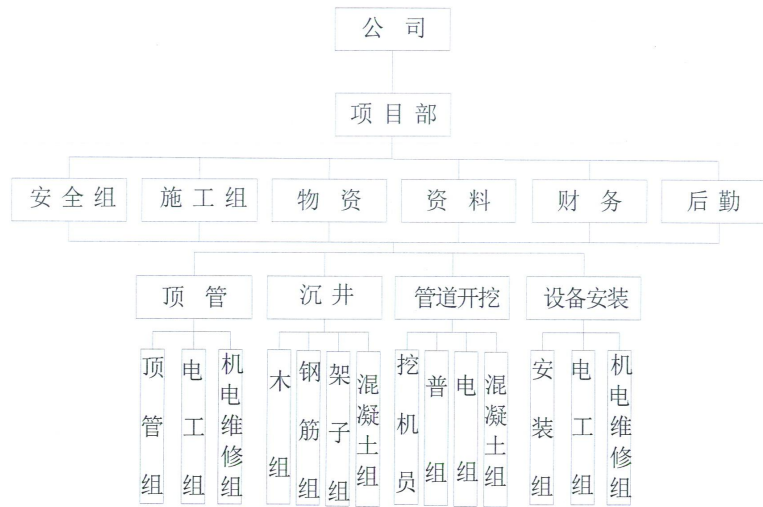 公 司
项 目 部
安 全 组 施 工 组 物 资 资 料 财 务 后 勤
顶 管 沉 井 管道开挖 设备安装
顶管组
电工组
机电维修组
木组
钢筋组
架子组
混凝土组
挖机员
普组
电组
混凝土组
安装组
电工组
机电维修组